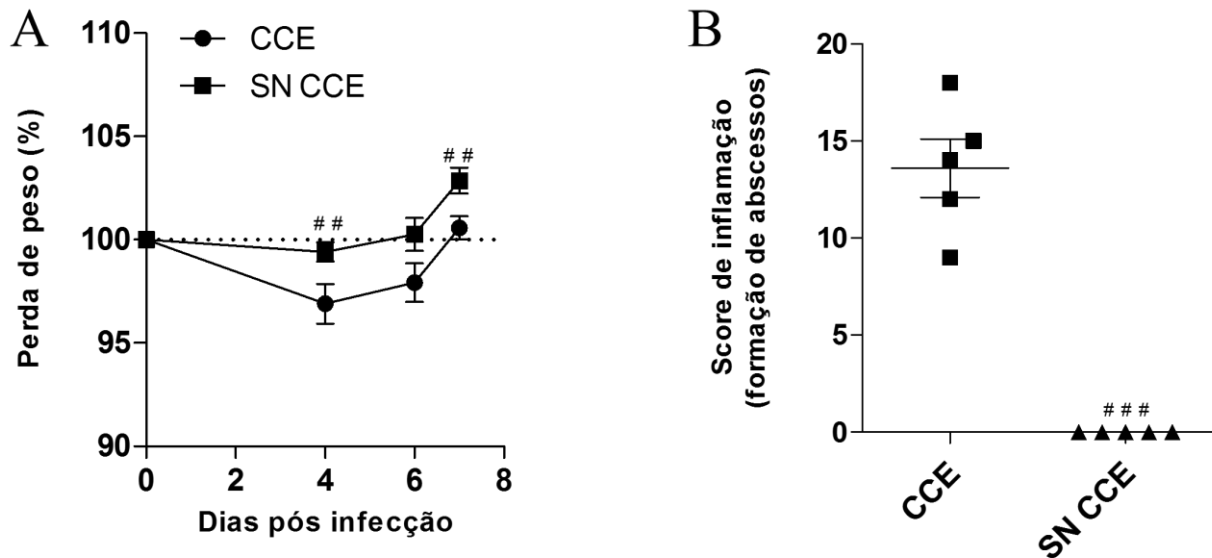 A
CCE
SN CCE
Perda de peso (%)
110
105
100
95
90
# #
# #
0 2 4 6 8
Dias pós infecção
B
Score de inflamação
(formação de abscessos)
20
15
10
5
0
# # #
CCE
SN CCE